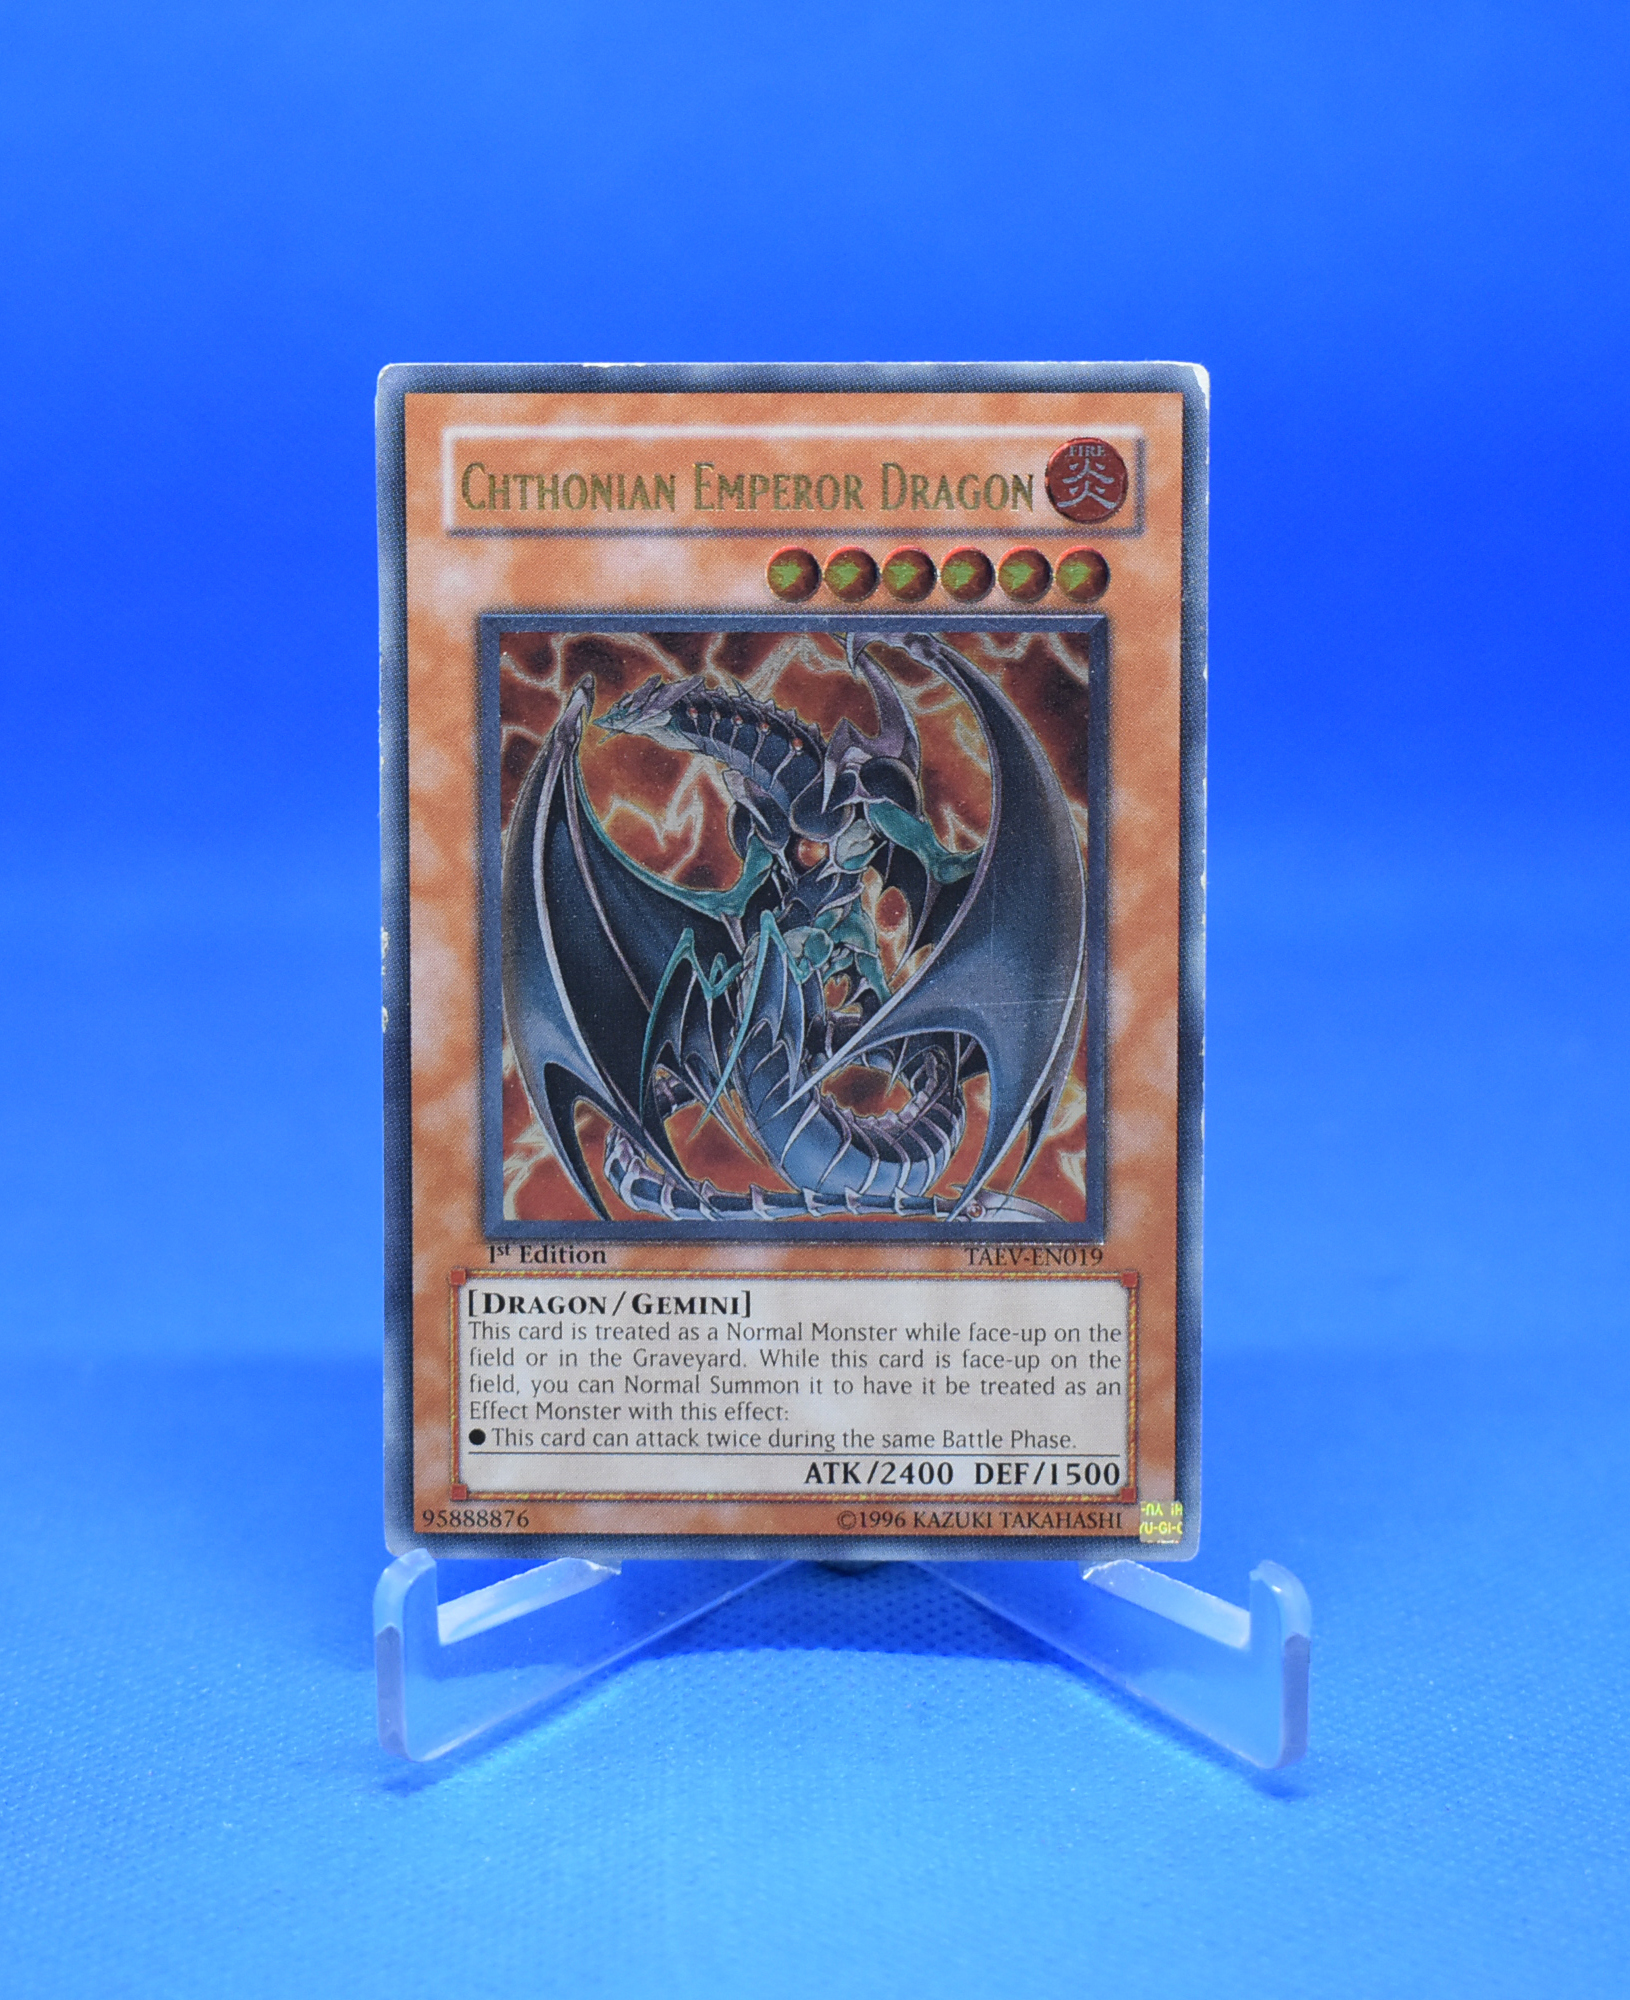 CHTHONIAN EMPEROR DRAGON
FIRE
炎
1st Edition
TAEV-EN019
[DRAGON/GEMINI]
This card is treated as a Normal Monster while face-up on the
field or in the Graveyard. While this card is face-up on the
field, you can Normal Summon it to have it be treated as an
Effect Monster with this effect:
● This card can attack twice during the same Battle Phase.
ATK/2400 DEF/1500
95888876
©1996 KAZUKI TAKAHASHI